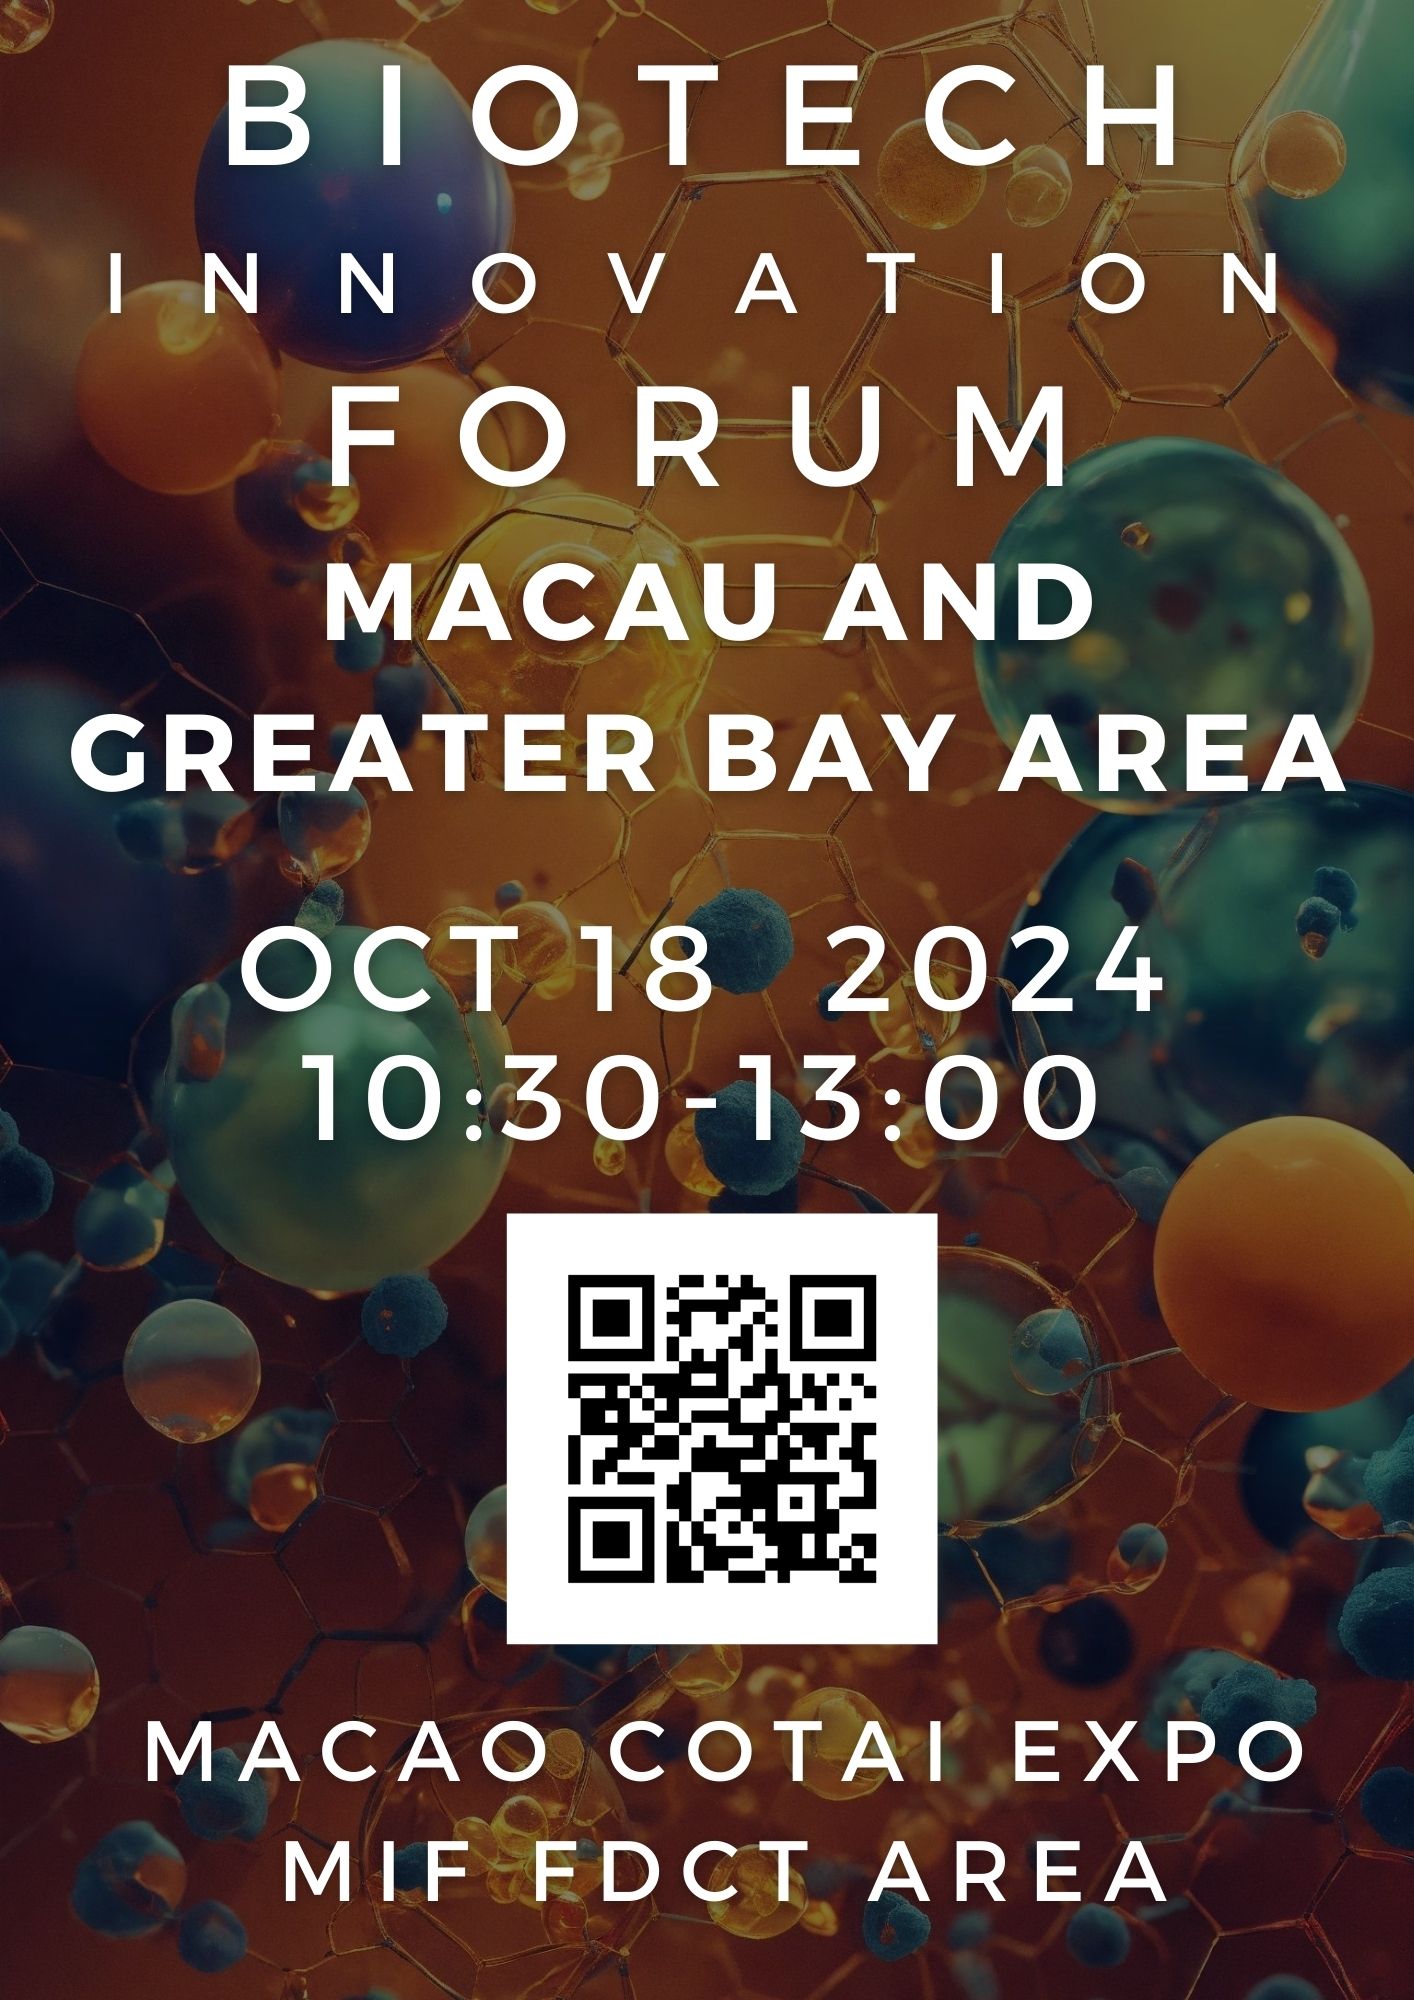 BIOTECH
INNOVATION
FORUM
MACAU AND
GREATER BAY AREA
OCT 18 2024
10:30-13:00
MACAO COTAI EXPO
MIF FDCT AREA